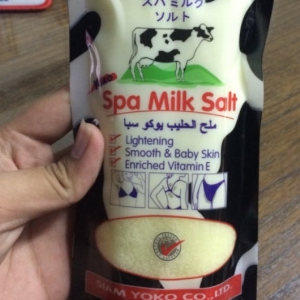 スパミルク
ソルト
Spa Milk Salt
ملح الحليب يوكو سبا
Lightening
Smooth & Baby Skin
Enriched Vitamin E
SIAM YOKO CO.,LTD.